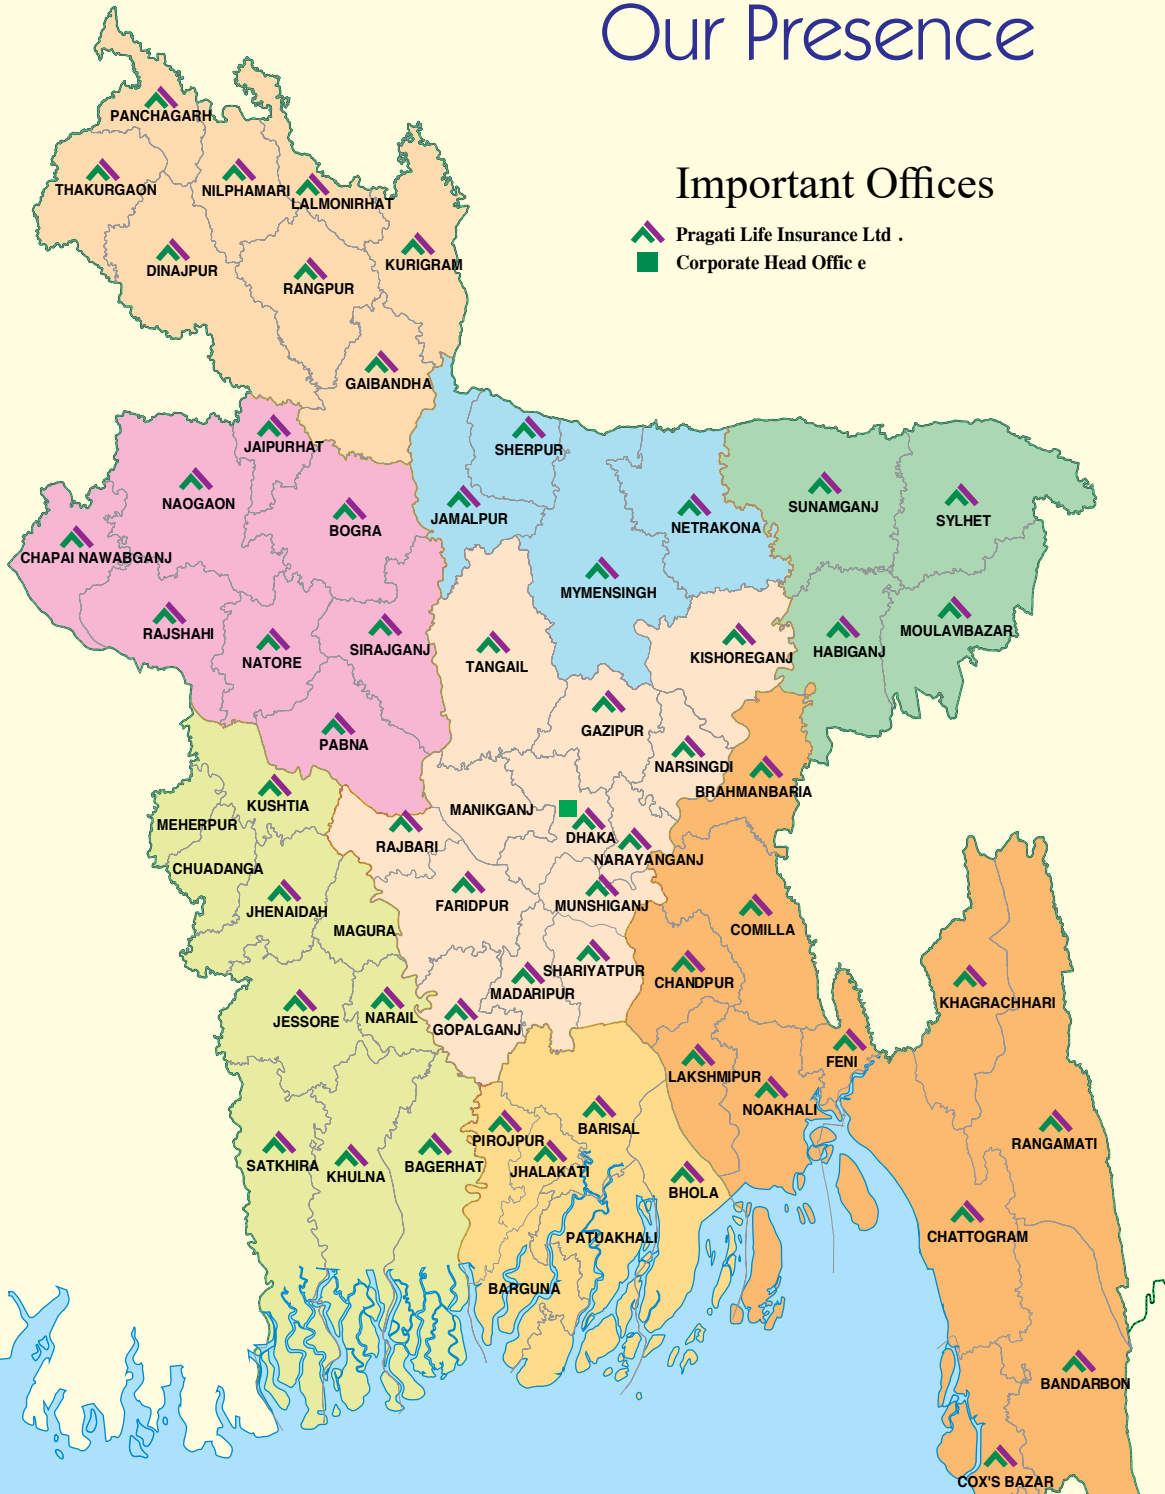 Our Presence
Important Offices
Pragati Life Insurance Ltd .
Corporate Head Offic e
PANCHAGARH
THAKURGAON
NILPHAMARI
LALMONIRHAT
DINAJPUR
KURIGRAM
RANGPUR
GAIBANDHA
JAIPURHAT
SHERPUR
NAOGAON
BOGRA
JAMALPUR
NETRAKONA
SUNAMGANJ
SYLHET
CHAPAI NAWABGANJ
MYMENSINGH
RAJSHAHI
NATORE
SIRAJGANJ
TANGAIL
KISHOREGANJ
HABIGANJ
MOULAVIBAZAR
PABNA
GAZIPUR
NARSINGDI
BRAHMANBARIA
KUSHTIA
MANIKGANJ
MEHERPUR
DHAKA
RAJBARI
NARAYANGANJ
CHUADANGA
JHENAIDAH
FARIDPUR
MUNSHIGANJ
MAGURA
COMILLA
SHARIYATPUR
CHANDPUR
MADARIPUR
KHAGRACHHARI
JESSORE
NARAIL
GOPALGANJ
FENI
LAKSHMIPUR
NOAKHALI
BARISAL
PIROJPUR
RANGAMATI
SATKHIRA
KHULNA
BAGERHAT
JHALAKATI
BHOLA
PATUAKHALI
CHATTOGRAM
BARGUNA
BANDARBON
COX'S BAZAR